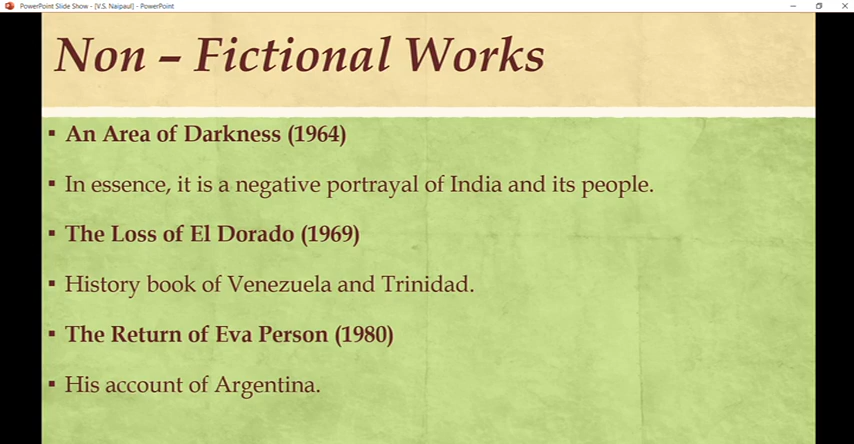 PowerPoint Slide Show - [V.S. Naipaul] - PowerPoint
Non – Fictional Works
▪ An Area of Darkness (1964)
▪ In essence, it is a negative portrayal of India and its people.
▪ The Loss of El Dorado (1969)
▪ History book of Venezuela and Trinidad.
▪ The Return of Eva Person (1980)
▪ His account of Argentina.